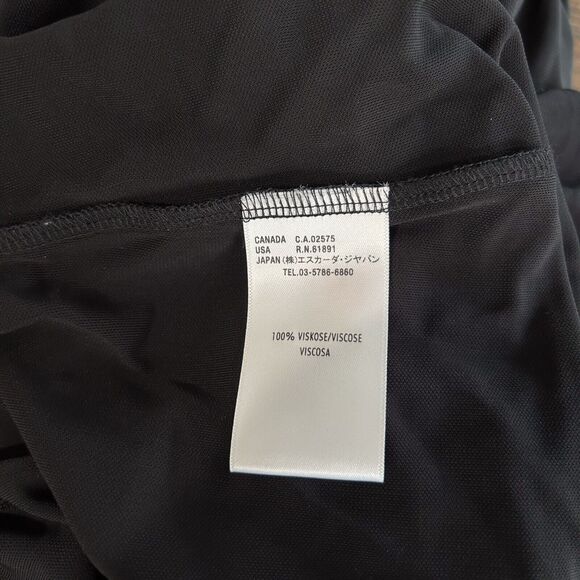 CANADA C.A.02575
USA R.N.61891
JAPAN (株)エスカーダ・ジャパン
TEL.03-5786-6860
100% VISKOSE/VISCOSE
VISCOSA